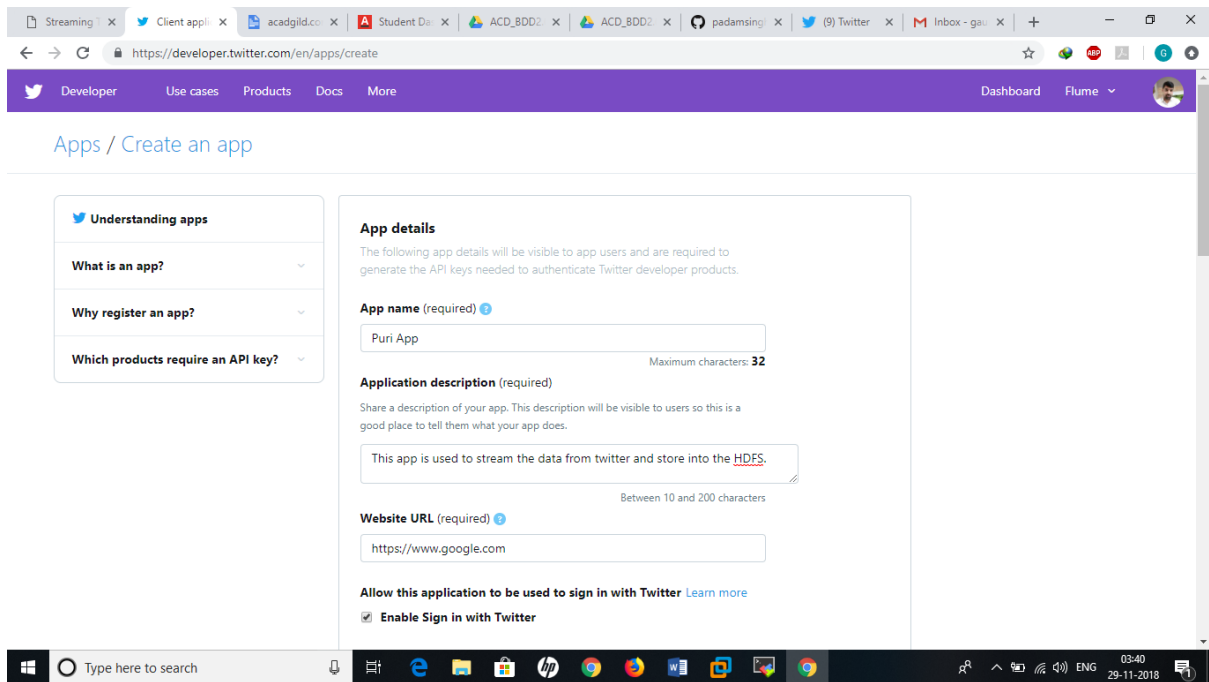 Streaming T
Client appli
acadgild.co
Student Da
ACD_BDD2.
ACD_BDD2.
padamsingl
(9) Twitter
Inbox - gau
https://developer.twitter.com/en/apps/create
ABP
G
Developer Use cases Products Docs More Dashboard Flume
Apps / Create an app
Understanding apps
What is an app?
Why register an app?
Which products require an API key?
App details
The following app details will be visible to app users and are required to
generate the API keys needed to authenticate Twitter developer products.
App name (required) ?
Puri App
Maximum characters: 32
Application description (required)
Share a description of your app. This description will be visible to users so this is a
good place to tell them what your app does.
This app is used to stream the data from twitter and store into the HDFS.
Between 10 and 200 characters
Website URL (required) ?
https://www.google.com
Allow this application to be used to sign in with Twitter Learn more
Enable Sign in with Twitter
Type here to search
hp
ENG
03:40
29-11-2018
1